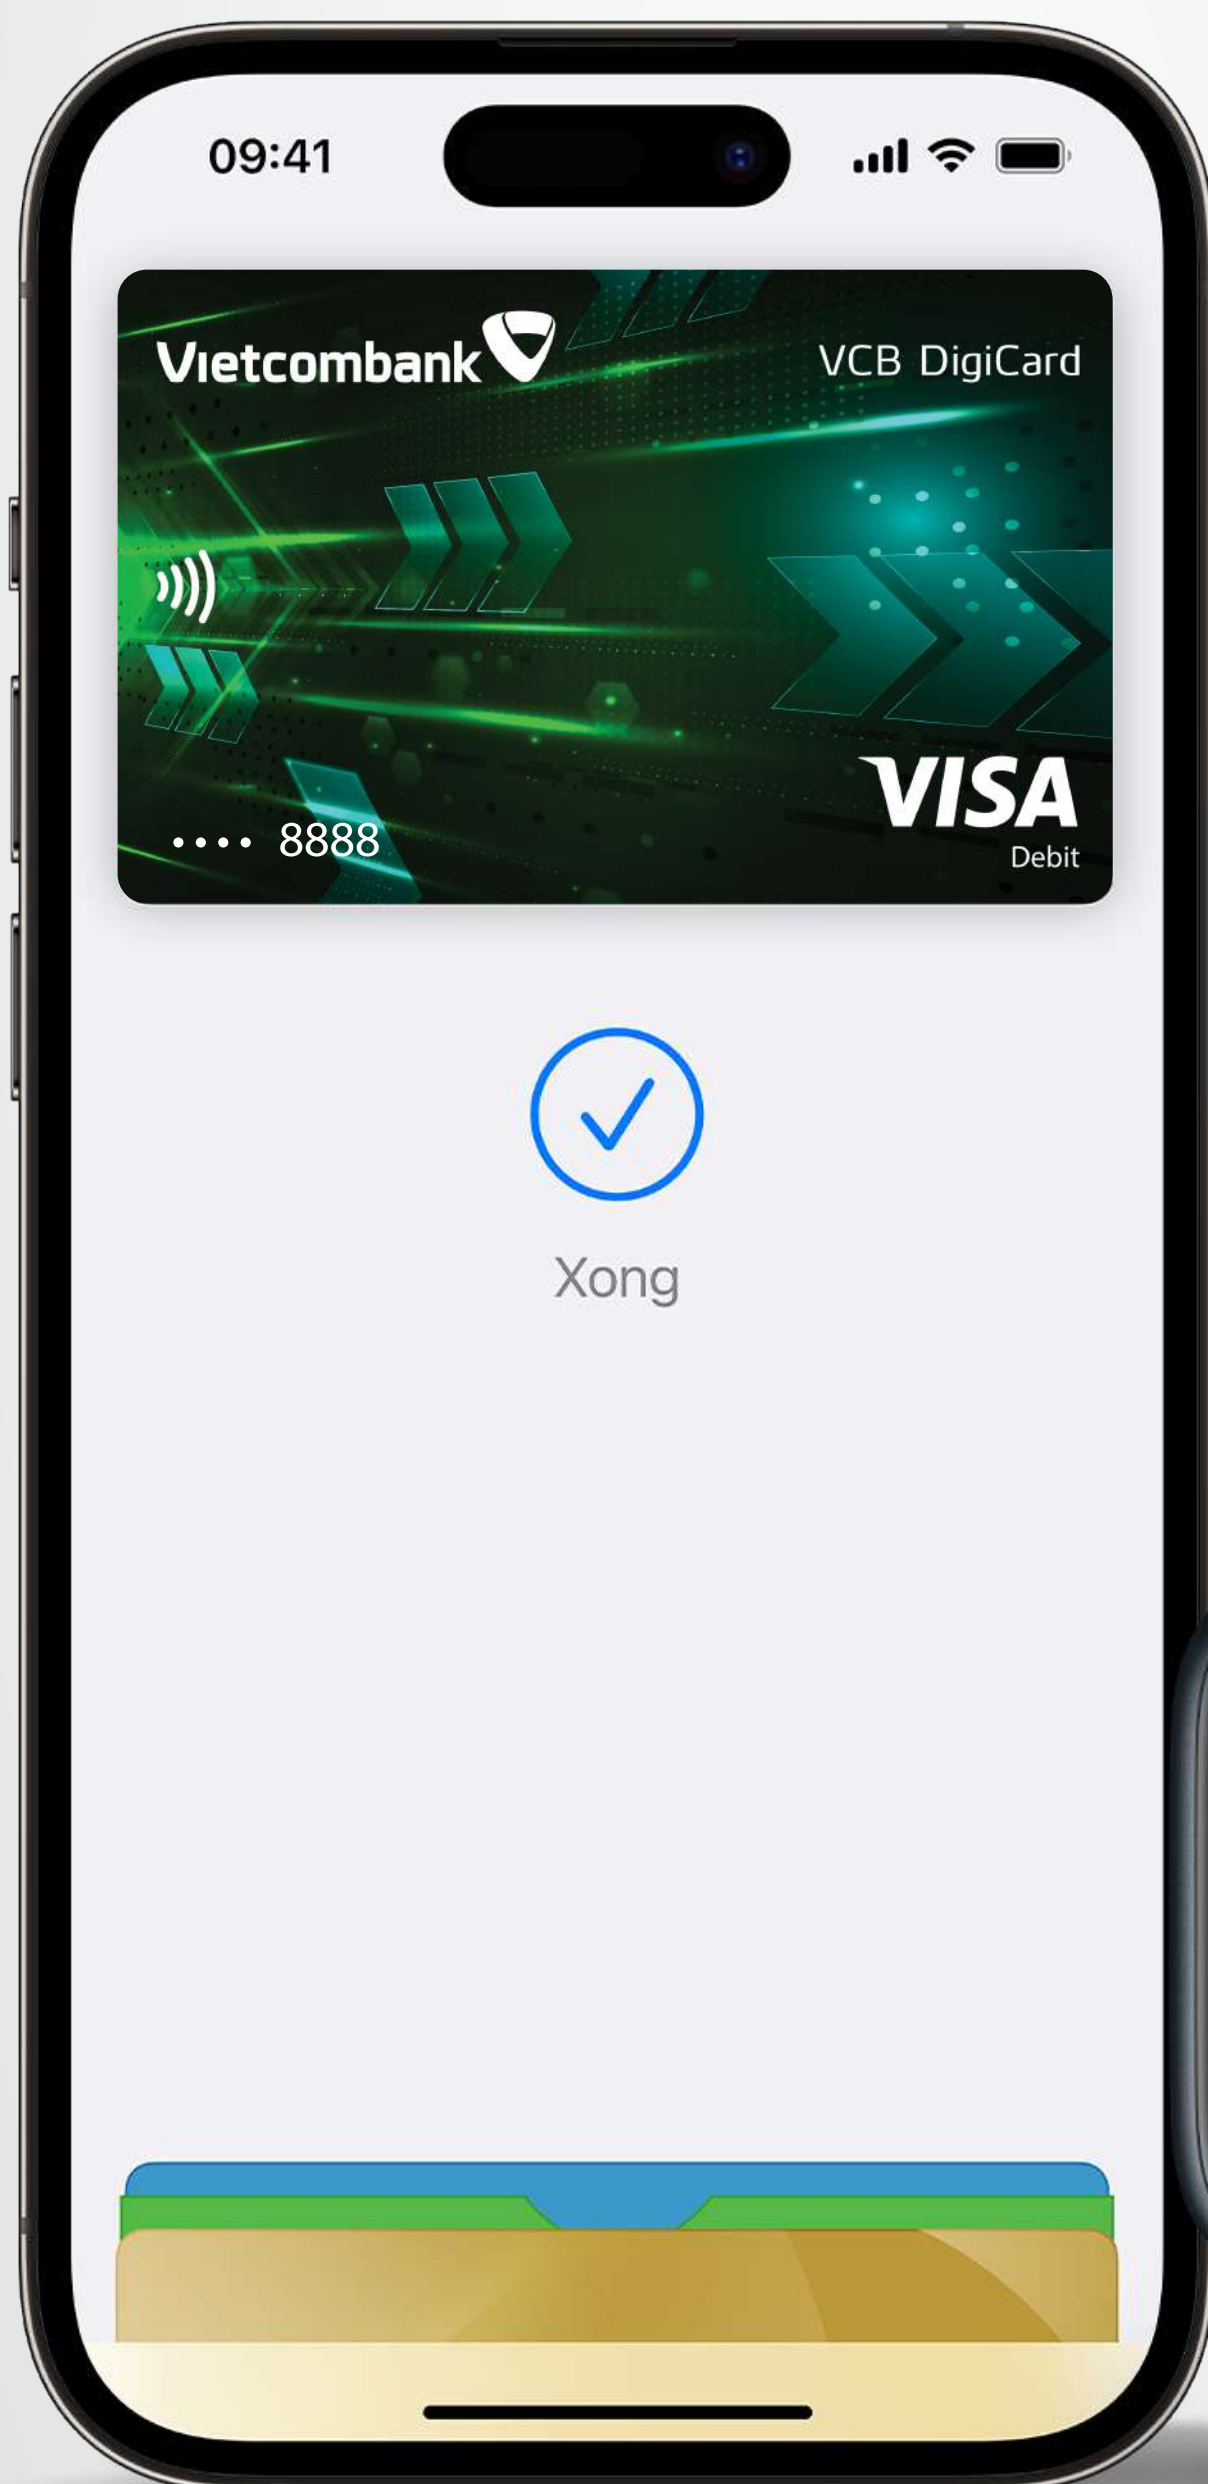 09:41
Vietcombank
VCB DigiCard
•••• 8888
VISA
Debit
Xong